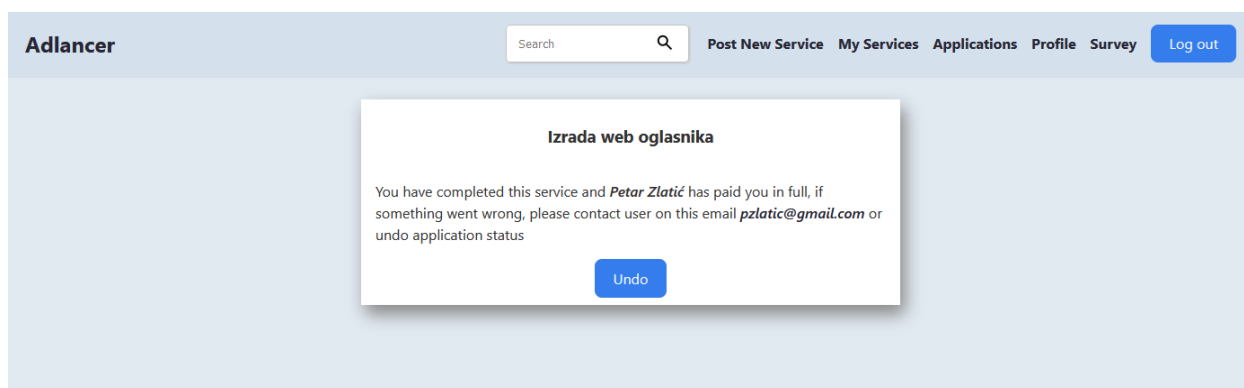 Adlancer
Search
Post New Service My Services Applications Profile Survey Log out
Izrada web oglasnika
You have completed this service and Petar Zlatić has paid you in full, if
something went wrong, please contact user on this email pzlatic@gmail.com or
undo application status
Undo